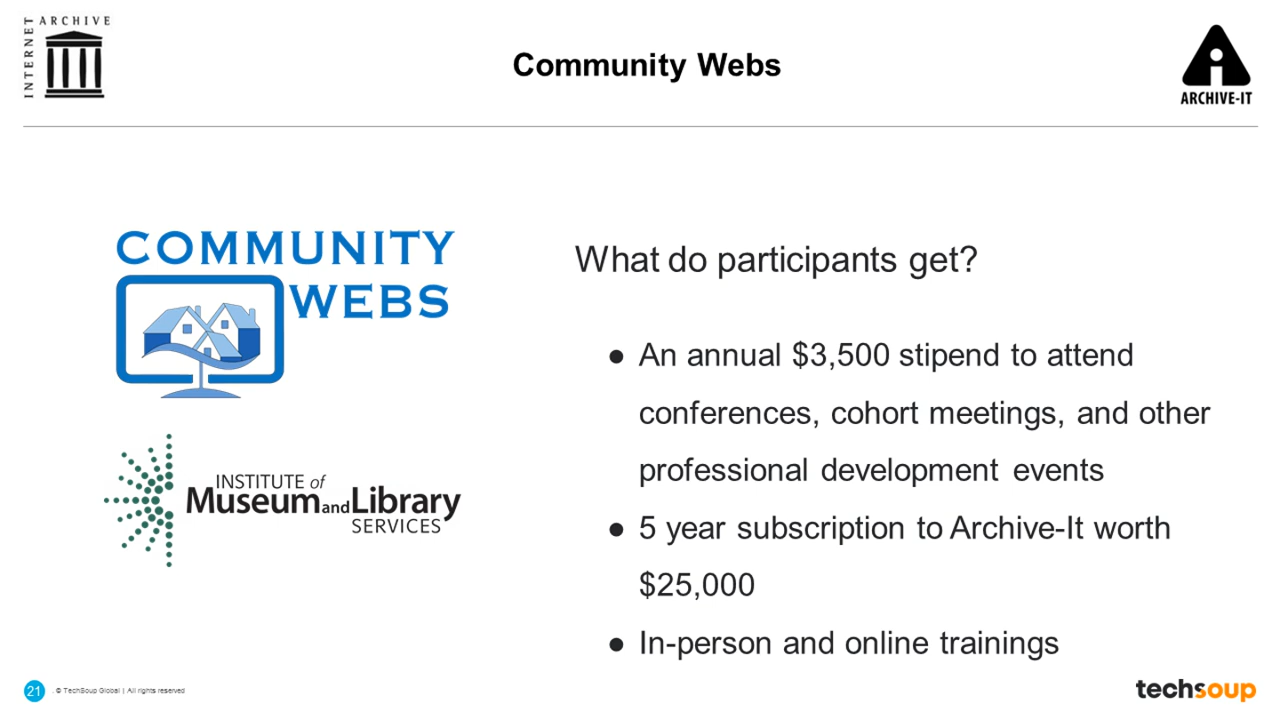 INTERNET ARCHIVE
Community Webs
ARCHIVE-IT
COMMUNITY
WEBS
INSTITUTE of
Museum and Library
SERVICES
What do participants get?
● An annual $3,500 stipend to attend
conferences, cohort meetings, and other
professional development events
● 5 year subscription to Archive-It worth
$25,000
● In-person and online trainings
21 . © TechSoup Global | All rights reserved
techsoup